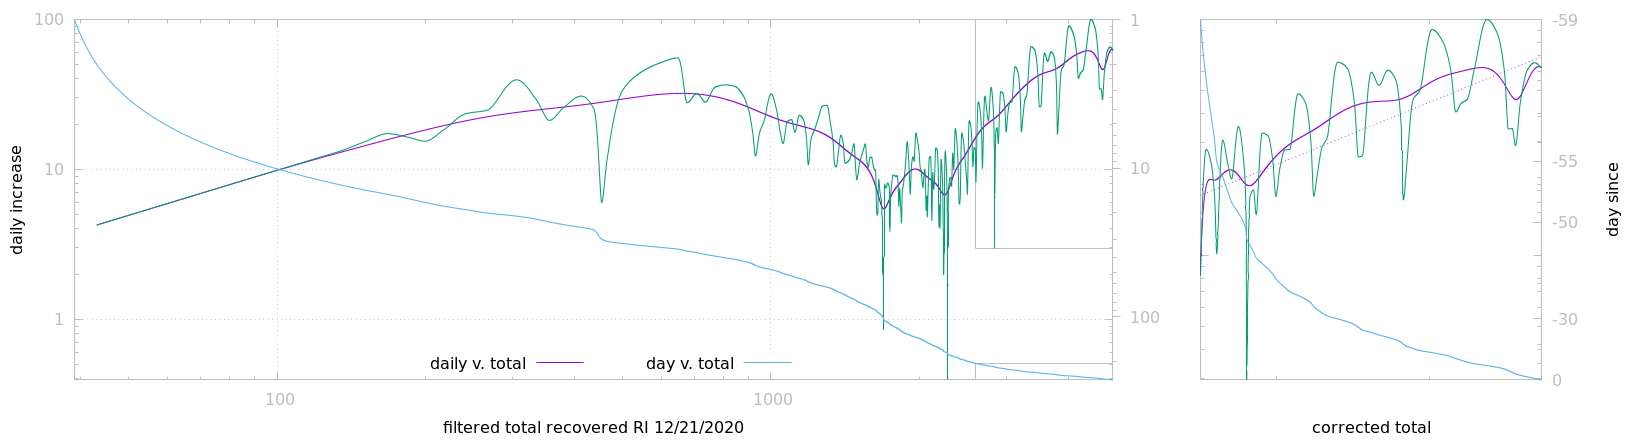 100
10
1
daily increase
daily v. total
day v. total
100
1000
filtered total recovered RI 12/21/2020
1
10
100
-59
-55
-50
-30
0
day since
corrected total